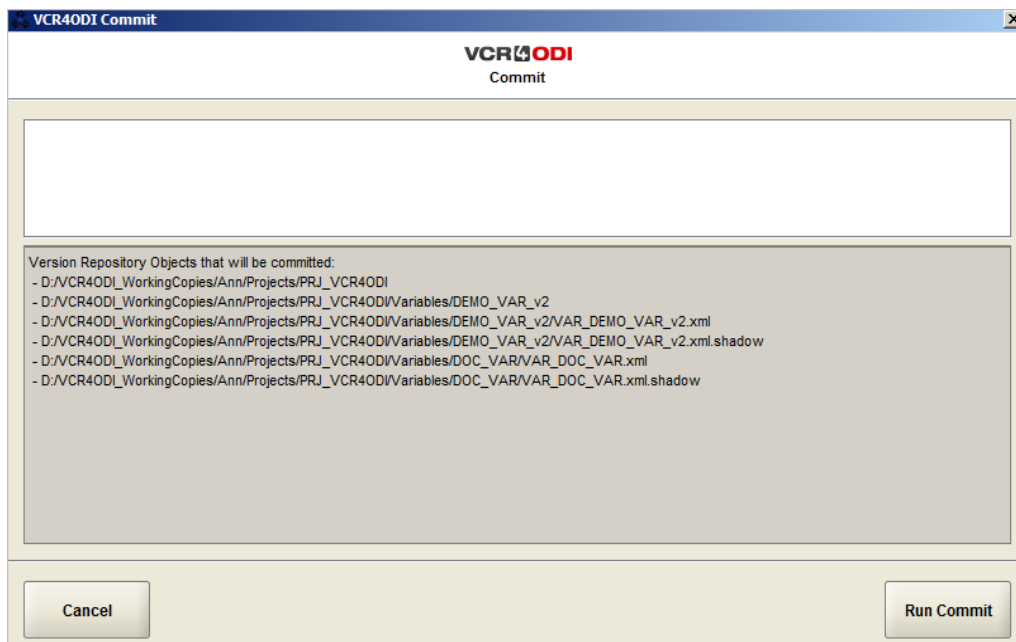 VCR4ODI Commit
VCR4ODI
Commit
Version Repository Objects that will be committed:
- D:/VCR4ODI_WorkingCopies/Ann/Projects/PRJ_VCR4ODI
- D:/VCR4ODI_WorkingCopies/Ann/Projects/PRJ_VCR4ODI/Variables/DEMO_VAR_v2
- D:/VCR4ODI_WorkingCopies/Ann/Projects/PRJ_VCR4ODI/Variables/DEMO_VAR_v2/VAR_DEMO_VAR_v2.xml
- D:/VCR4ODI_WorkingCopies/Ann/Projects/PRJ_VCR4ODI/Variables/DEMO_VAR_v2/VAR_DEMO_VAR_v2.xml.shadow
- D:/VCR4ODI_WorkingCopies/Ann/Projects/PRJ_VCR4ODI/Variables/DOC_VAR/VAR_DOC_VAR.xml
- D:/VCR4ODI_WorkingCopies/Ann/Projects/PRJ_VCR4ODI/Variables/DOC_VAR/VAR_DOC_VAR.xml.shadow
Cancel
Run Commit